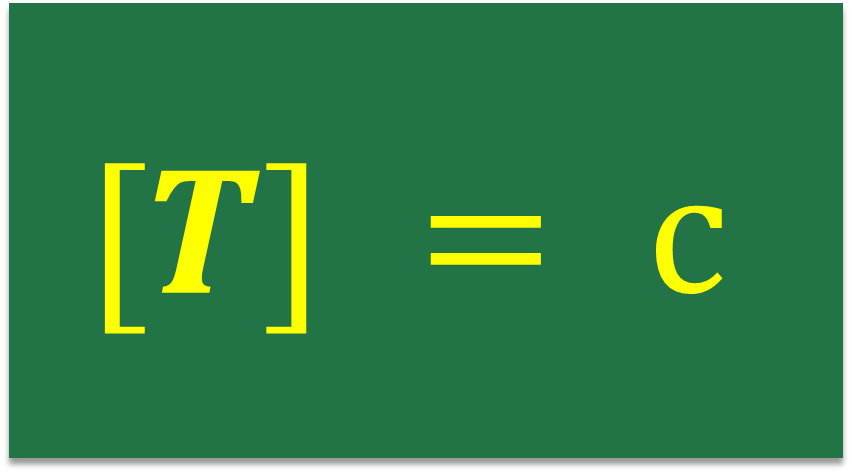 [T] = c